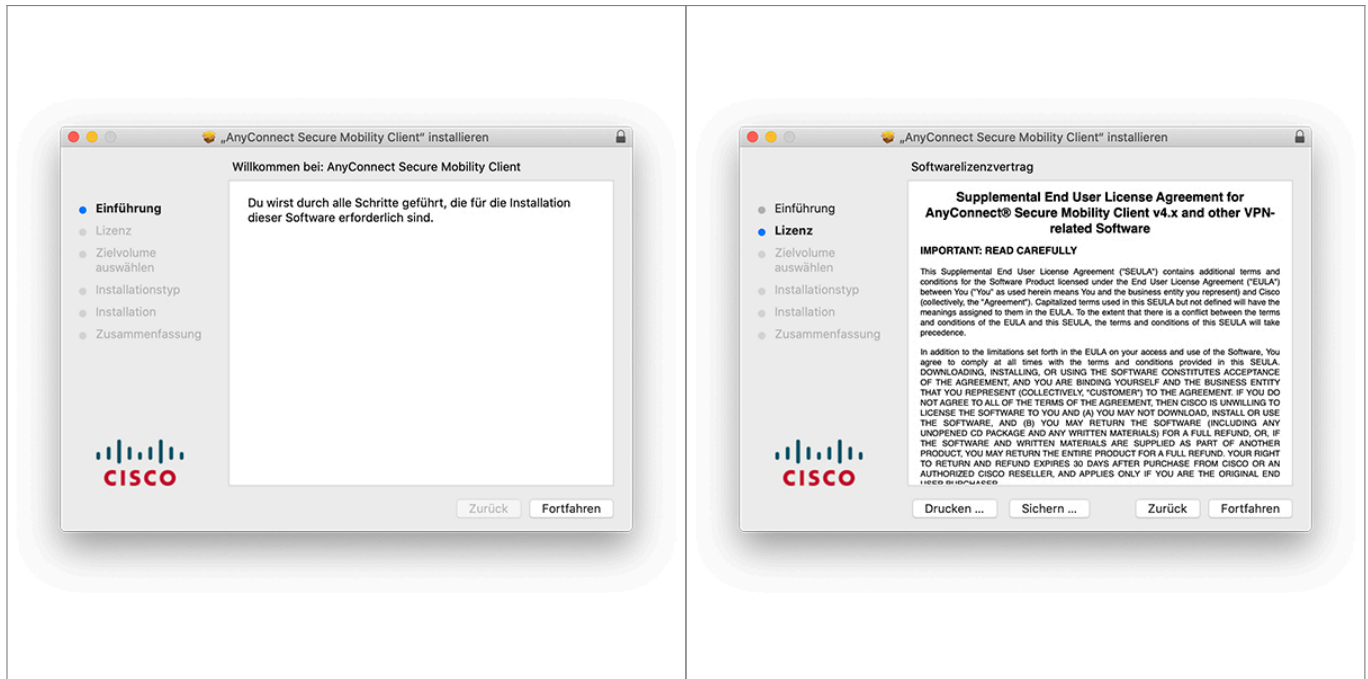 „AnyConnect Secure Mobility Client“ installieren
Willkommen bei: AnyConnect Secure Mobility Client
Einführung
Lizenz
Zielvolume
auswählen
Installationstyp
Installation
Zusammenfassung
Du wirst durch alle Schritte geführt, die für die Installation
dieser Software erforderlich sind.
CISCO
Zurück
Fortfahren
„AnyConnect Secure Mobility Client“ installieren
Softwarelizenzvertrag
Einführung
Lizenz
Zielvolume
auswählen
Installationstyp
Installation
Zusammenfassung
Supplemental End User License Agreement for
AnyConnect® Secure Mobility Client v4.x and other VPN-
related Software
IMPORTANT: READ CAREFULLY
This Supplemental End User License Agreement ("SEULA") contains additional terms and
conditions for the Software Product licensed under the End User License Agreement ("EULA")
between You ("You" as used herein means You and the business entity you represent) and Cisco
(collectively, the "Agreement"). Capitalized terms used in this SEULA but not defined will have the
meanings assigned to them in the EULA. To the extent that there is a conflict between the terms
and conditions of the EULA and this SEULA, the terms and conditions of this SEULA will take
precedence.
In addition to the limitations set forth in the EULA on your access and use of the Software, You
agree to comply at all times with the terms and conditions provided in this SEULA.
DOWNLOADING, INSTALLING, OR USING THE SOFTWARE CONSTITUTES ACCEPTANCE
OF THE AGREEMENT, AND YOU ARE BINDING YOURSELF AND THE BUSINESS ENTITY
THAT YOU REPRESENT (COLLECTIVELY, "CUSTOMER") TO THE AGREEMENT. IF YOU DO
NOT AGREE TO ALL OF THE TERMS OF THE AGREEMENT, THEN CISCO IS UNWILLING TO
LICENSE THE SOFTWARE TO YOU AND (A) YOU MAY NOT DOWNLOAD, INSTALL OR USE
THE SOFTWARE, AND (B) YOU MAY RETURN THE SOFTWARE (INCLUDING ANY
UNOPENED CD PACKAGE AND ANY WRITTEN MATERIALS) FOR A FULL REFUND, OR, IF
THE SOFTWARE AND WRITTEN MATERIALS ARE SUPPLIED AS PART OF ANOTHER
PRODUCT, YOU MAY RETURN THE ENTIRE PRODUCT FOR A FULL REFUND. YOUR RIGHT
TO RETURN AND REFUND EXPIRES 30 DAYS AFTER PURCHASE FROM CISCO OR AN
AUTHORIZED CISCO RESELLER, AND APPLIES ONLY IF YOU ARE THE ORIGINAL END
USER PURCHASER
CISCO
Drucken ...
Sichern ...
Zurück
Fortfahren